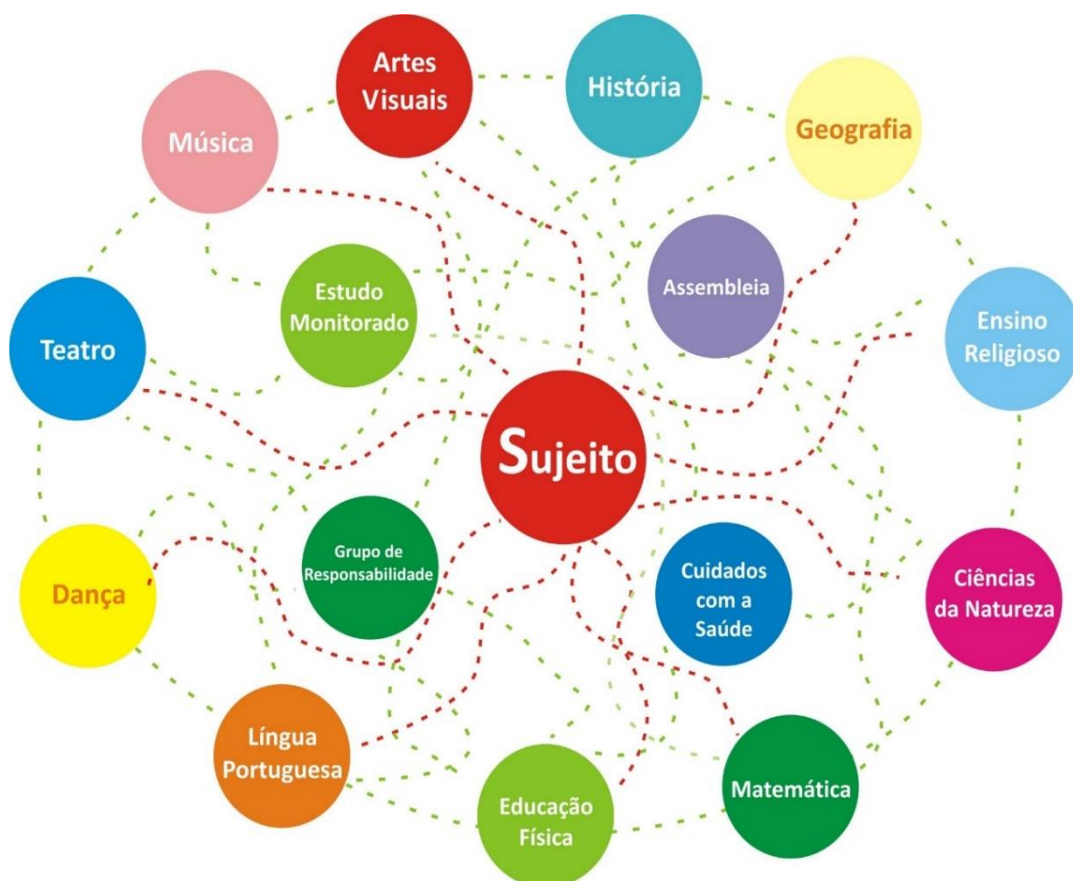 Artes
Visuais
História
Geografia
Música
Estudo
Monitorado
Assembleia
Ensino
Religioso
Teatro
Sujeito
Grupo de
Responsabilidade
Cuidados
com a
Saúde
Ciências
da Natureza
Dança
Língua
Portuguesa
Educação
Física
Matemática